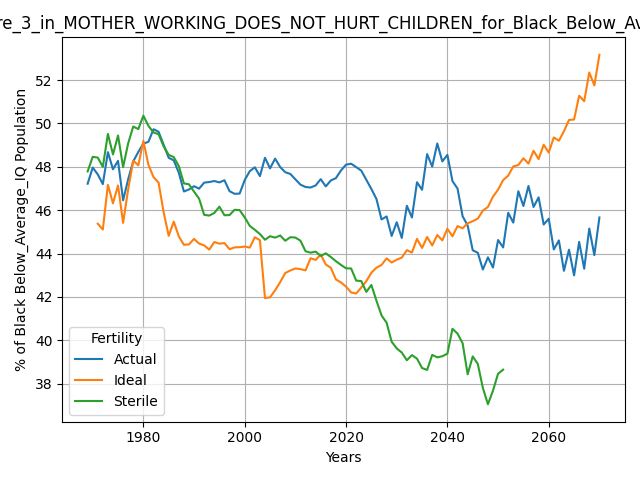 re_3_in_MOTHER_WORKING_DOES_NOT_HURT_CHILDREN_for_Black_Below_Av
% of Black Below_Average_IQ Population
52
50
48
46
44
42
40
38
Fertility
Actual
Ideal
Sterile
1980
2000
2020
2040
2060
Years